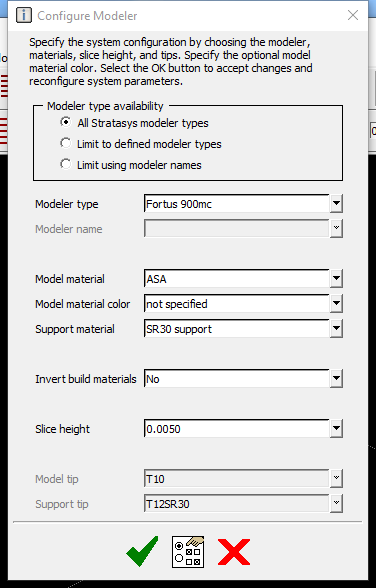 Configure Modeler
Specify the system configuration by choosing the modeler,
materials, slice height, and tips. Specify the optional model
material color. Select the OK button to accept changes and
reconfigure system parameters.
Modeler type availability
All Stratasys modeler types
Limit to defined modeler types
Limit using modeler names
Modeler type Fortus 900mc
Modeler name
Model material ASA
Model material color not specified
Support material SR30 support
Invert build materials No
Slice height 0.0050
Model tip T10
Support tip T12SR30